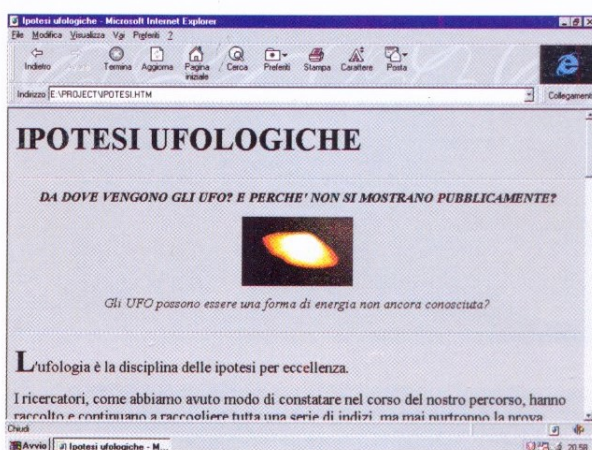 Ipotesi ufologiche - Microsoft Internet Explorer
File Modifica Visualizza Vai Preferiti ?
Indietro Termina Aggiorna Pagina iniziale Cerca Preferiti Stampa Carattere Posta
Indirizzo E:\PROJECT\IPOTESI.HTM Collegamenti
IPOTESI UFOLOGICHE
DA DOVE VENGONO GLI UFO? E PERCHE' NON SI MOSTRANO PUBBLICAMENTE?
Gli UFO possono essere una forma di energia non ancora conosciuta?
L'ufologia è la disciplina delle ipotesi per eccellenza.
I ricercatori, come abbiamo avuto modo di constatare nel corso del nostro percorso, hanno
raccolto e continuano a raccogliere tutta una serie di indizi, ma mai purtroppo la prova
Chiudi
Avvio Ipotesi ufologiche - M... 20.58